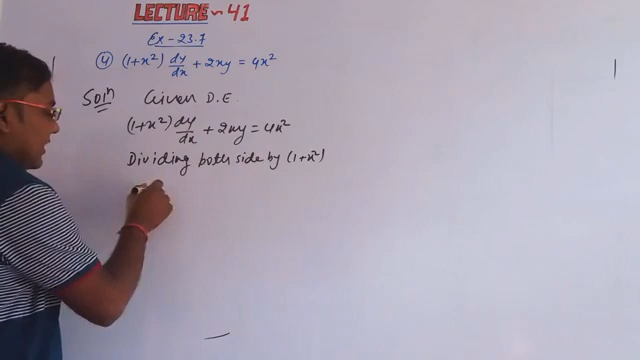 LECTURE ~ 41
Ex - 23.7
④ (1+x²) dy/dx + 2xy = 4x²
Solⁿ Given D.E.
(1+x²) dy/dx + 2xy = 4x²
Dividing both side by (1+x²)